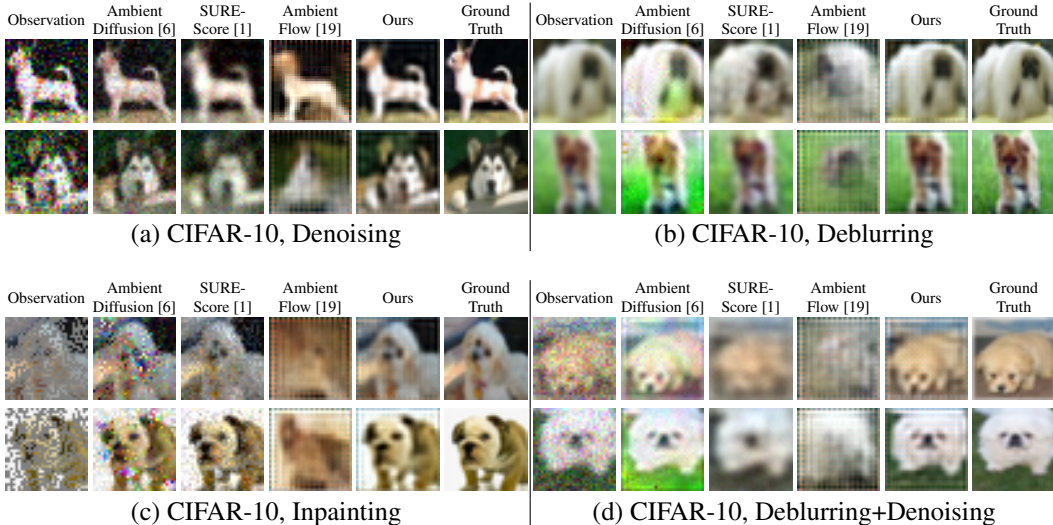 Observation Ambient Diffusion [6] SURE-Score [1] Ambient Flow [19] Ours Ground Truth
(a) CIFAR-10, Denoising
Observation Ambient Diffusion [6] SURE-Score [1] Ambient Flow [19] Ours Ground Truth
(b) CIFAR-10, Deblurring
Observation Ambient Diffusion [6] SURE-Score [1] Ambient Flow [19] Ours Ground Truth
(c) CIFAR-10, Inpainting
Observation Ambient Diffusion [6] SURE-Score [1] Ambient Flow [19] Ours Ground Truth
(d) CIFAR-10, Deblurring+Denoising